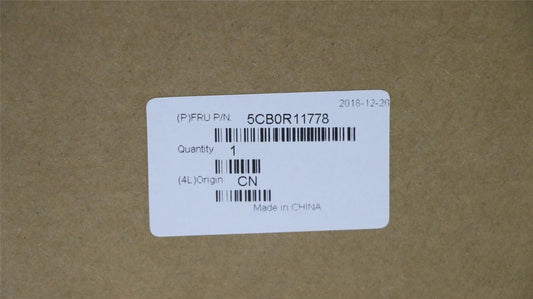 2018-12-26
(P)FRU P/N: 5CB0R11778
Quantity 1
(4L)Origin CN
Made in CHINA